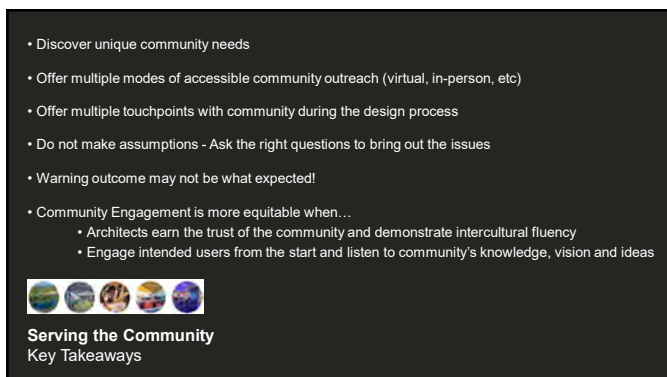 • Discover unique community needs
• Offer multiple modes of accessible community outreach (virtual, in-person, etc)
• Offer multiple touchpoints with community during the design process
• Do not make assumptions - Ask the right questions to bring out the issues
• Warning outcome may not be what expected!
• Community Engagement is more equitable when…
• Architects earn the trust of the community and demonstrate intercultural fluency
• Engage intended users from the start and listen to community's knowledge, vision and ideas
Serving the Community
Key Takeaways